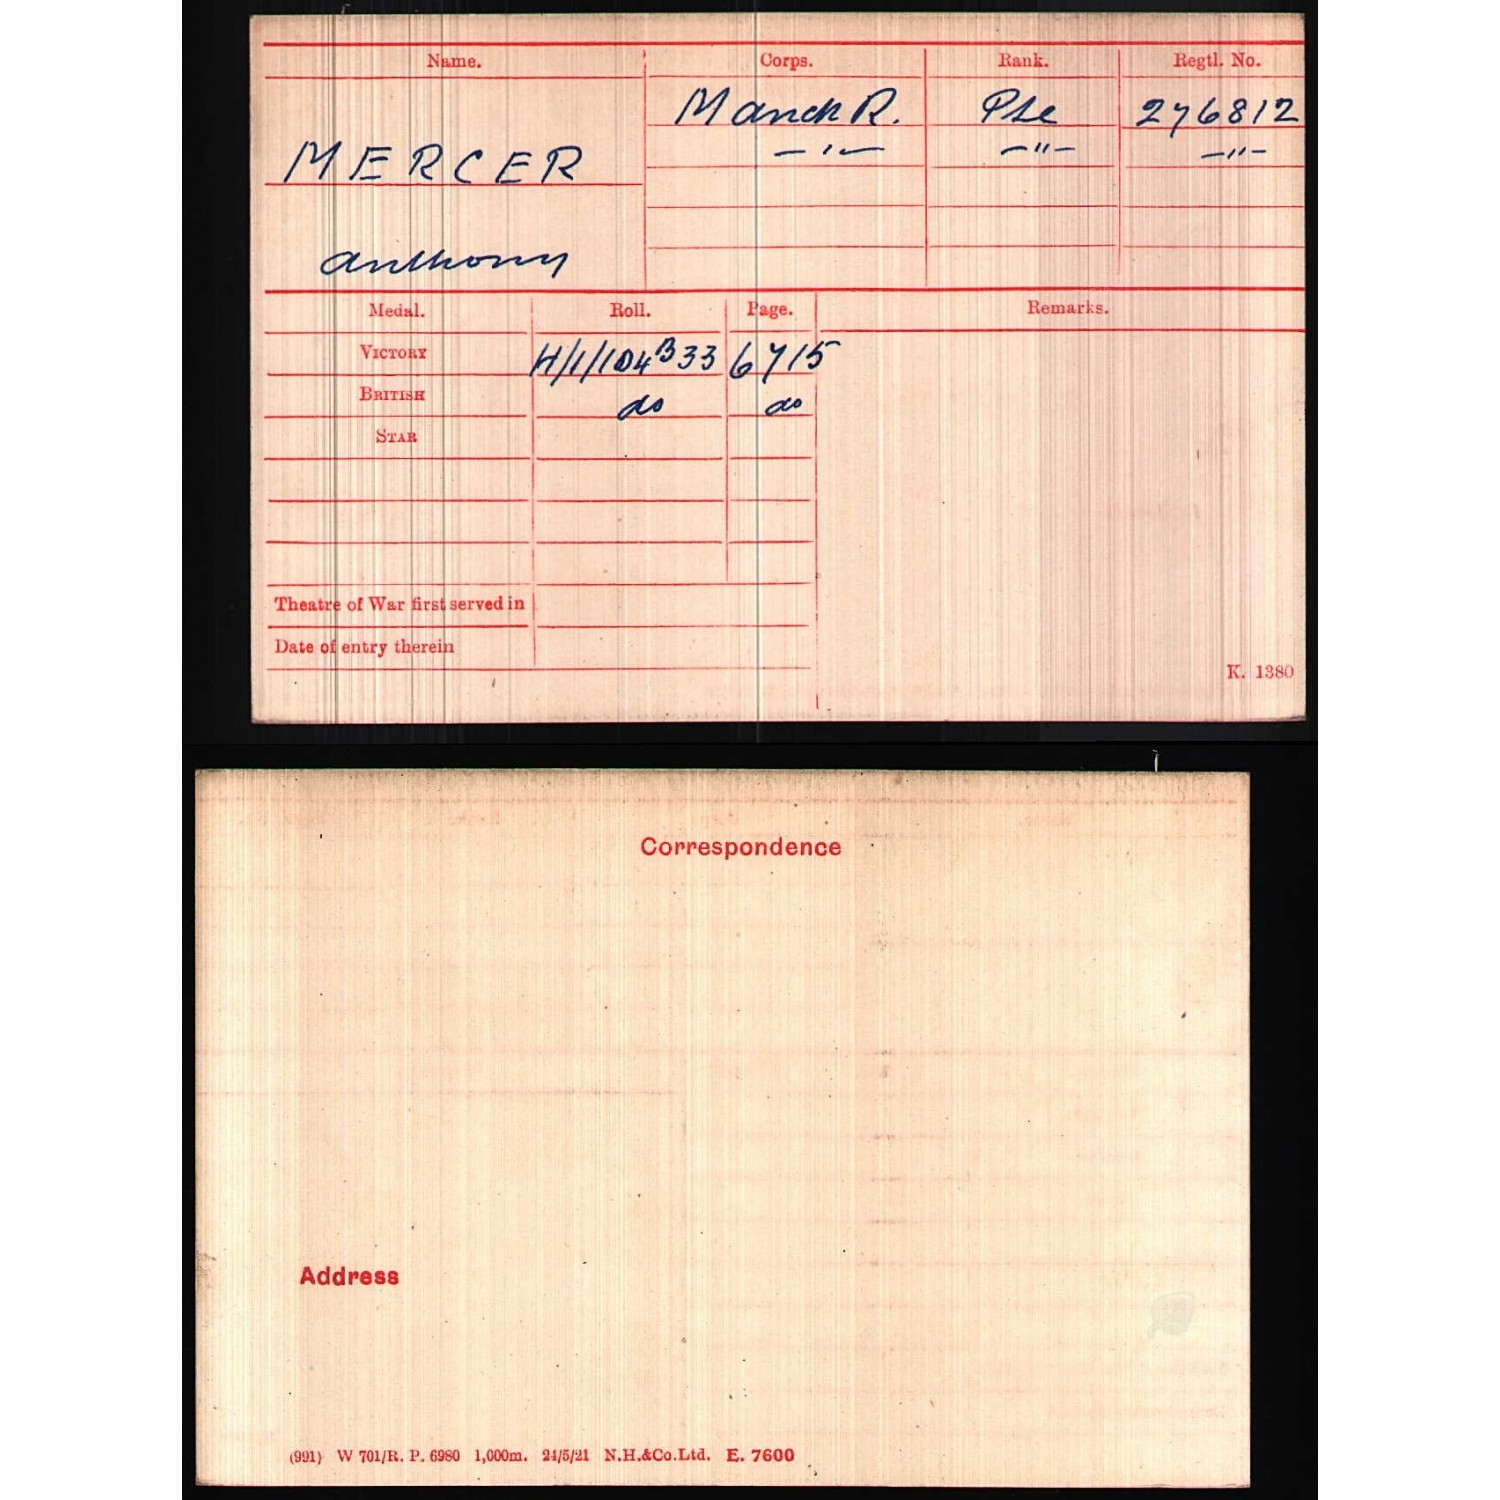 Name. Corps. Rank. Regtl. No.
Manch R. Pte 276812
MERCER —"— —"— —"—
Anthony
Medal. Roll. Page. Remarks.
VICTORY H/1/104B33 6715
BRITISH do do
STAR
Theatre of War first served in
Date of entry therein
K. 1380
Correspondence
Address
(991) W 701/R. P. 6980 1,000m. 24/5/21 N.H.&Co.Ltd. E. 7600